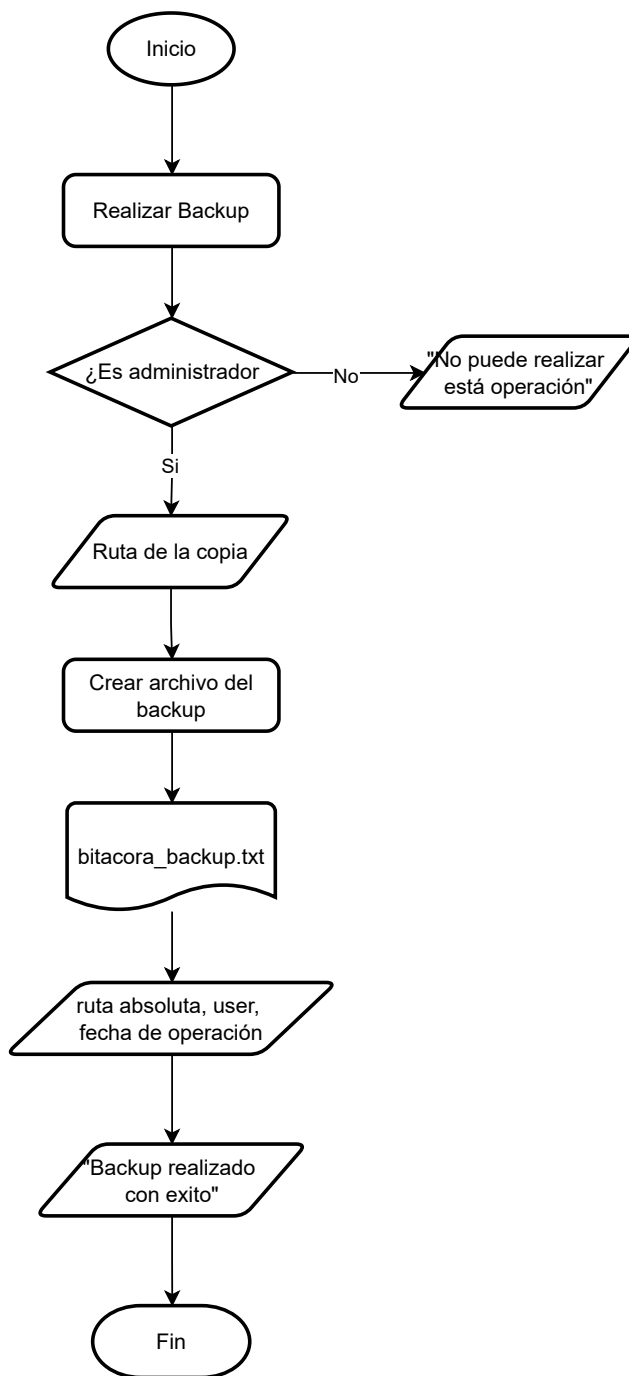 Inicio
Realizar Backup
¿Es administrador
No
"No puede realizar
está operación"
Si
Ruta de la copia
Crear archivo del
backup
bitacora_backup.txt
ruta absoluta, user,
fecha de operación
"Backup realizado
con exito"
Fin